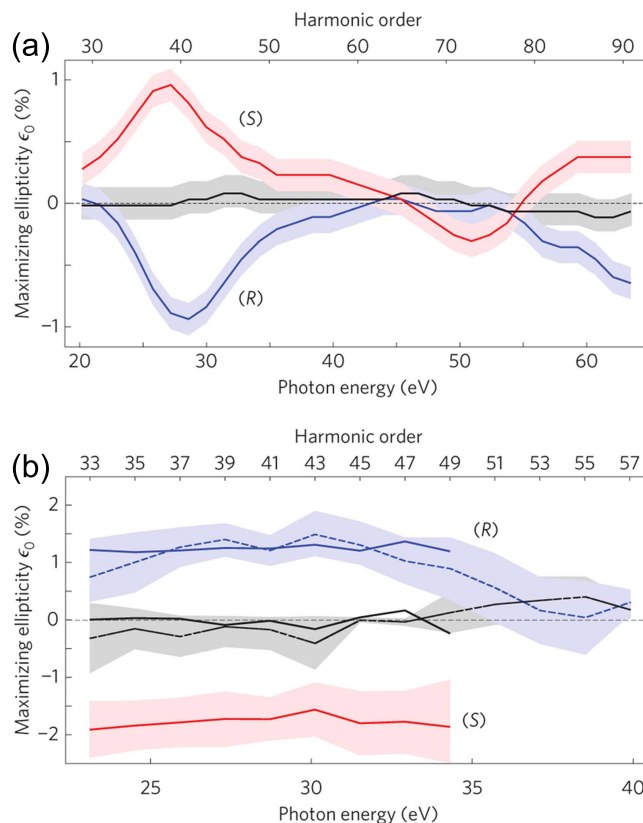 (a)
Harmonic order
30 40 50 60 70 80 90
Maximizing ellipticity ϵ₀ (%)
1
0
−1
(S)
(R)
20 30 40 50 60
Photon energy (eV)
(b)
Harmonic order
33 35 37 39 41 43 45 47 49 51 53 55 57
Maximizing ellipticity ϵ₀ (%)
2
1
0
-1
-2
(R)
(S)
25 30 35 40
Photon energy (eV)